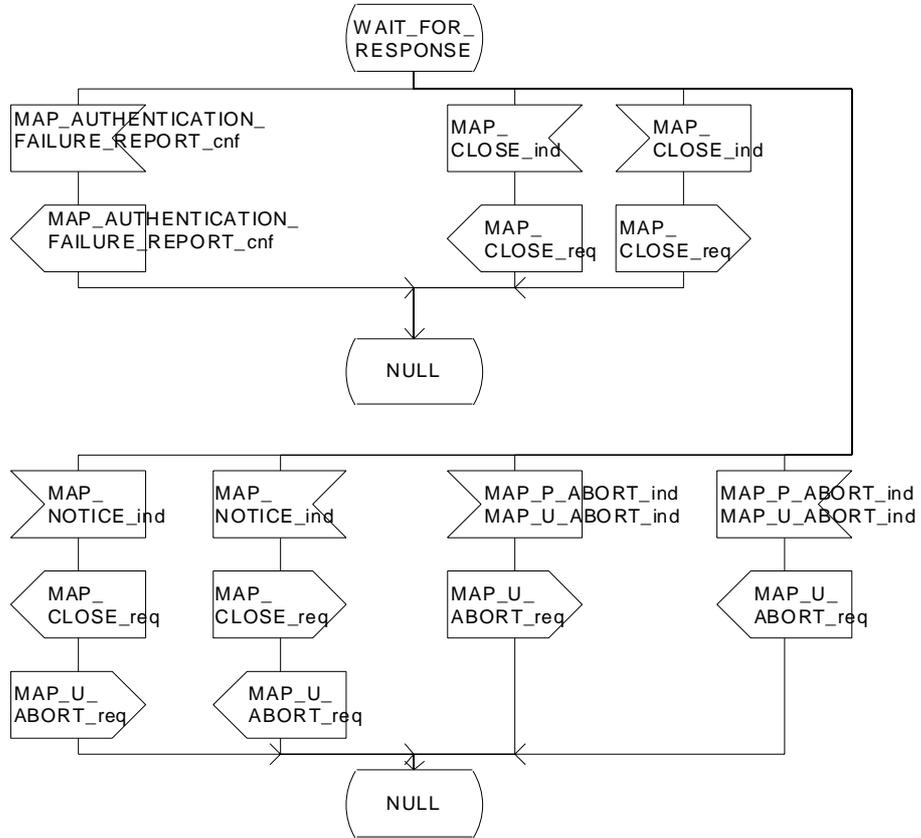 WAIT_FOR_
RESPONSE
MAP_AUTHENTICATION_
FAILURE_REPORT_cnf
MAP_
CLOSE_ind
MAP_
CLOSE_ind
MAP_AUTHENTICATION_
FAILURE_REPORT_cnf
MAP_
CLOSE_req
MAP_
CLOSE_req
NULL
MAP_
NOTICE_ind
MAP_
NOTICE_ind
MAP_P_ABORT_ind
MAP_U_ABORT_ind
MAP_P_ABORT_ind
MAP_U_ABORT_ind
MAP_
CLOSE_req
MAP_
CLOSE_req
MAP_U_
ABORT_req
MAP_U_
ABORT_req
MAP_U_
ABORT_req
MAP_U_
ABORT_req
NULL